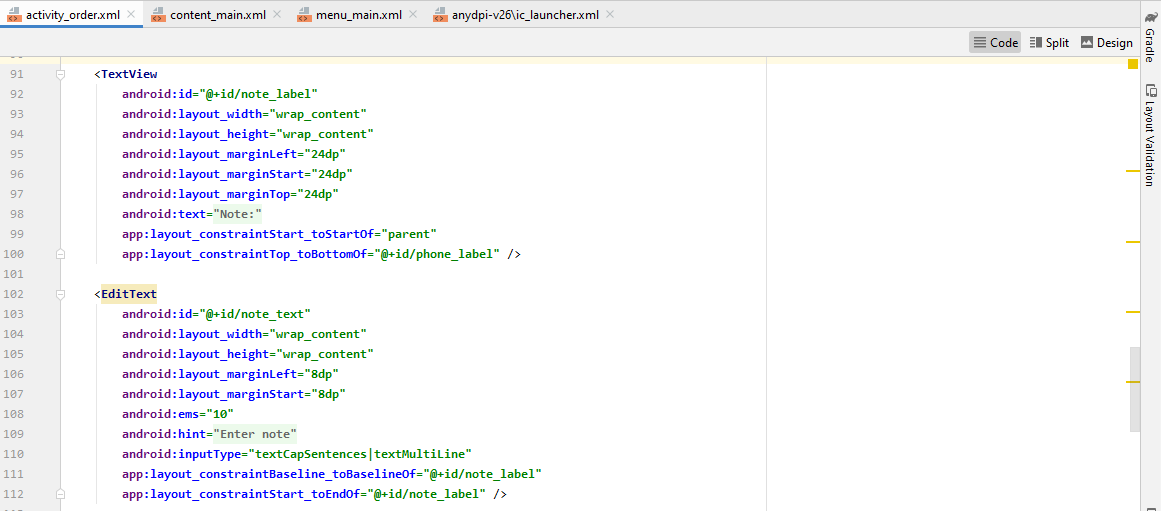 activity_order.xml content_main.xml menu_main.xml anydpi-v26\ic_launcher.xml
Code Split Design
Gradle
Layout Validation
91 <TextView
92 android:id="@+id/note_label"
93 android:layout_width="wrap_content"
94 android:layout_height="wrap_content"
95 android:layout_marginLeft="24dp"
96 android:layout_marginStart="24dp"
97 android:layout_marginTop="24dp"
98 android:text="Note:"
99 app:layout_constraintStart_toStartOf="parent"
100 app:layout_constraintTop_toBottomOf="@+id/phone_label" />
101
102 <EditText
103 android:id="@+id/note_text"
104 android:layout_width="wrap_content"
105 android:layout_height="wrap_content"
106 android:layout_marginLeft="8dp"
107 android:layout_marginStart="8dp"
108 android:ems="10"
109 android:hint="Enter note"
110 android:inputType="textCapSentences|textMultiLine"
111 app:layout_constraintBaseline_toBaselineOf="@+id/note_label"
112 app:layout_constraintStart_toEndOf="@+id/note_label" />